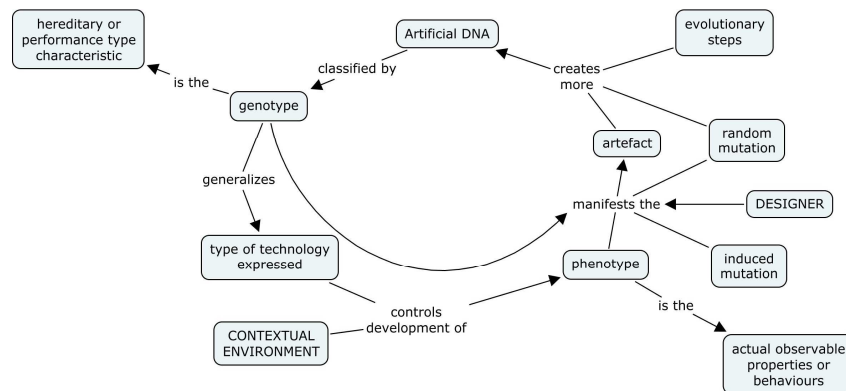 hereditary or
performance type
characteristic
is the
Artificial DNA
classified by
genotype
evolutionary
steps
creates
more
random
mutation
artefact
generalizes
manifests the
DESIGNER
type of technology
expressed
phenotype
induced
mutation
controls
development of
is the
CONTEXTUAL
ENVIRONMENT
actual observable
properties or
behaviours